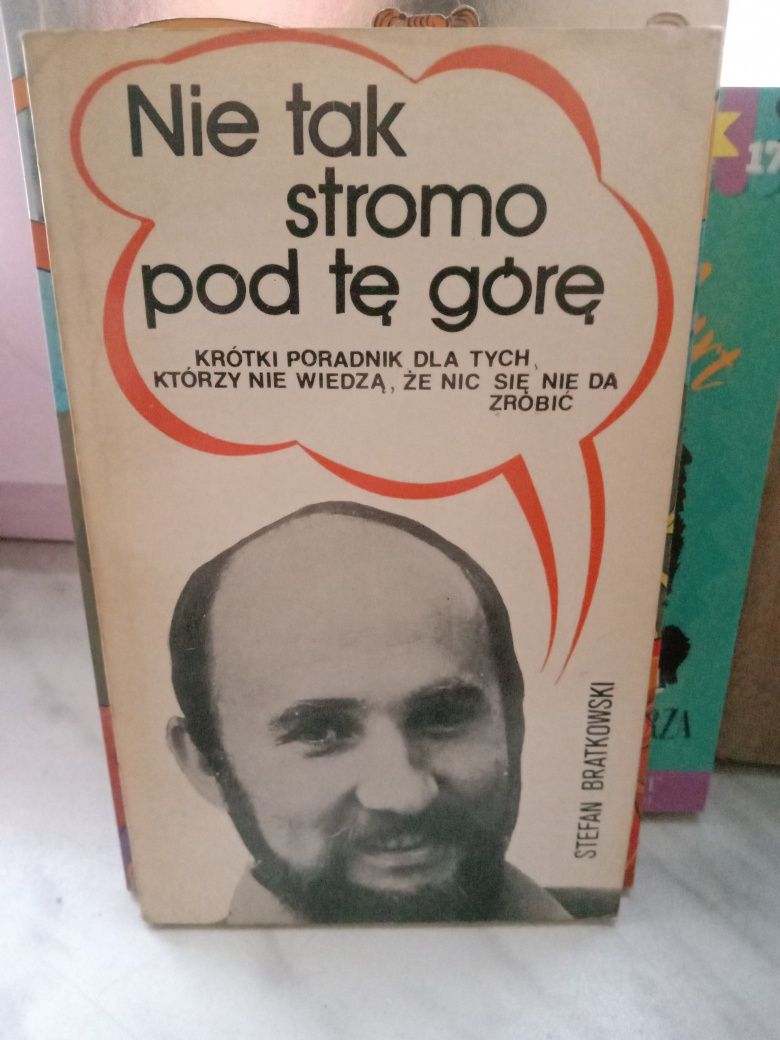 Nie tak
stromo
pod tę górę
KRÓTKI PORADNIK DLA TYCH,
KTÓRZY NIE WIEDZĄ, ŻE NIC SIĘ NIE DA
ZROBIĆ
STEFAN BRATKOWSKI
17